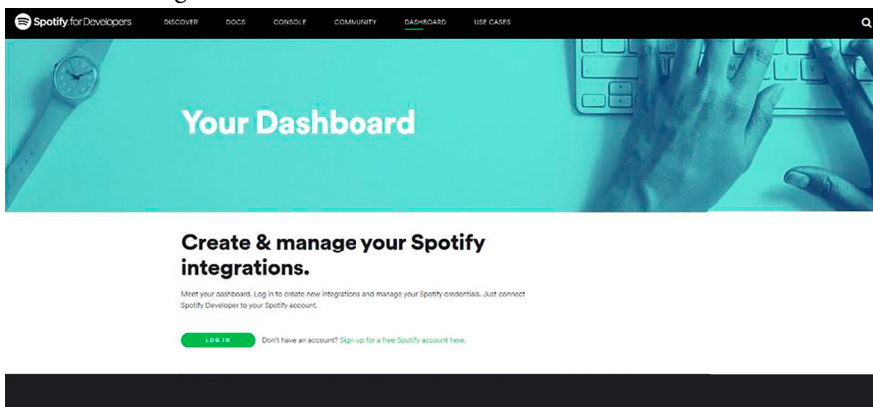 Spotify for Developers DISCOVER DOCS CONSOLE COMMUNITY DASHBOARD USE CASES
Your Dashboard
M
Create & manage your Spotify
integrations.
Meet your dashboard. Log in to create new integrations and manage your Spotify credentials. Just connect
Spotify Developer to your Spotify account.
LOG IN Don't have an account? Sign up for a free Spotify account here.